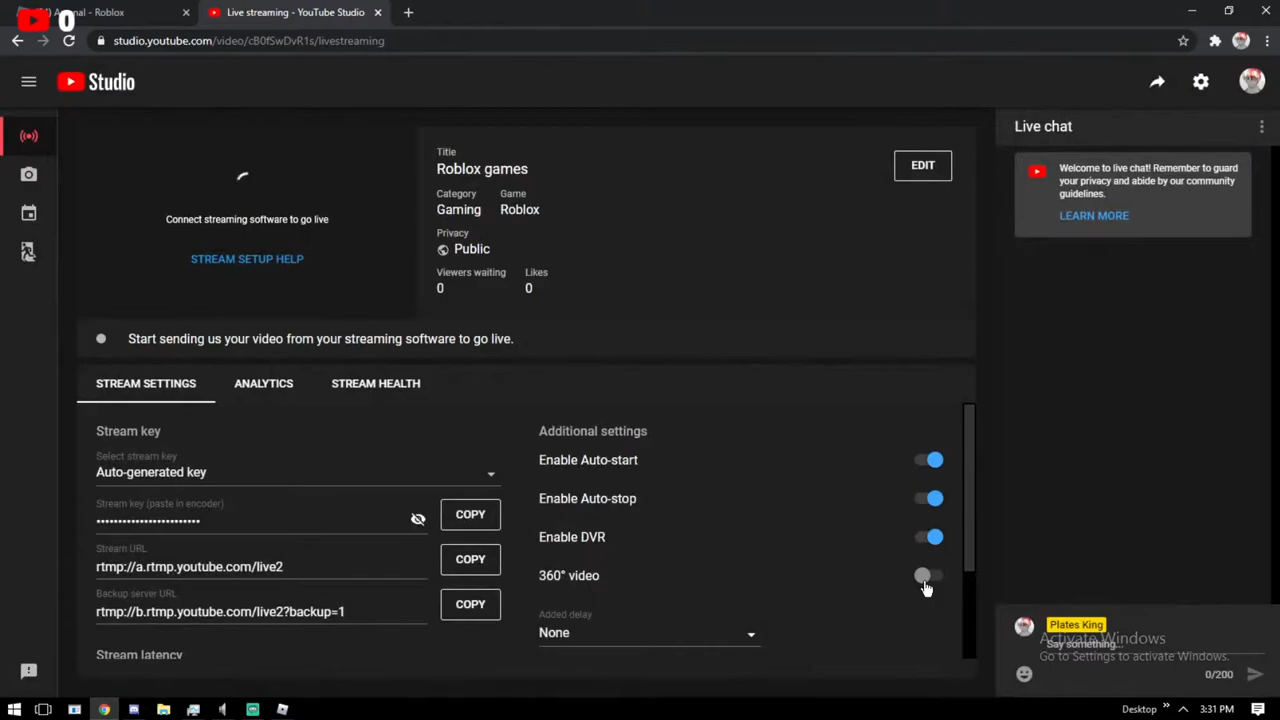 0
Arsenal - Roblox
Live streaming - YouTube Studio
studio.youtube.com/video/cB0fSwDvR1s/livestreaming
Studio
Connect streaming software to go live
STREAM SETUP HELP
Title
Roblox games
Category
Game
Gaming
Roblox
Privacy
Public
Viewers waiting
Likes
0
0
EDIT
Live chat
Welcome to live chat! Remember to guard
your privacy and abide by our community
guidelines.
LEARN MORE
Start sending us your video from your streaming software to go live.
STREAM SETTINGS
ANALYTICS
STREAM HEALTH
Stream key
Select stream key
Auto-generated key
Stream key (paste in encoder)
••••••••••••••••••••••••
COPY
Stream URL
rtmp://a.rtmp.youtube.com/live2
COPY
Backup server URL
rtmp://b.rtmp.youtube.com/live2?backup=1
COPY
Stream latency
Additional settings
Enable Auto-start
Enable Auto-stop
Enable DVR
360° video
Added delay
None
Plates King
Say something...
0/200
Activate Windows
Go to Settings to activate Windows.
Desktop
3:31 PM